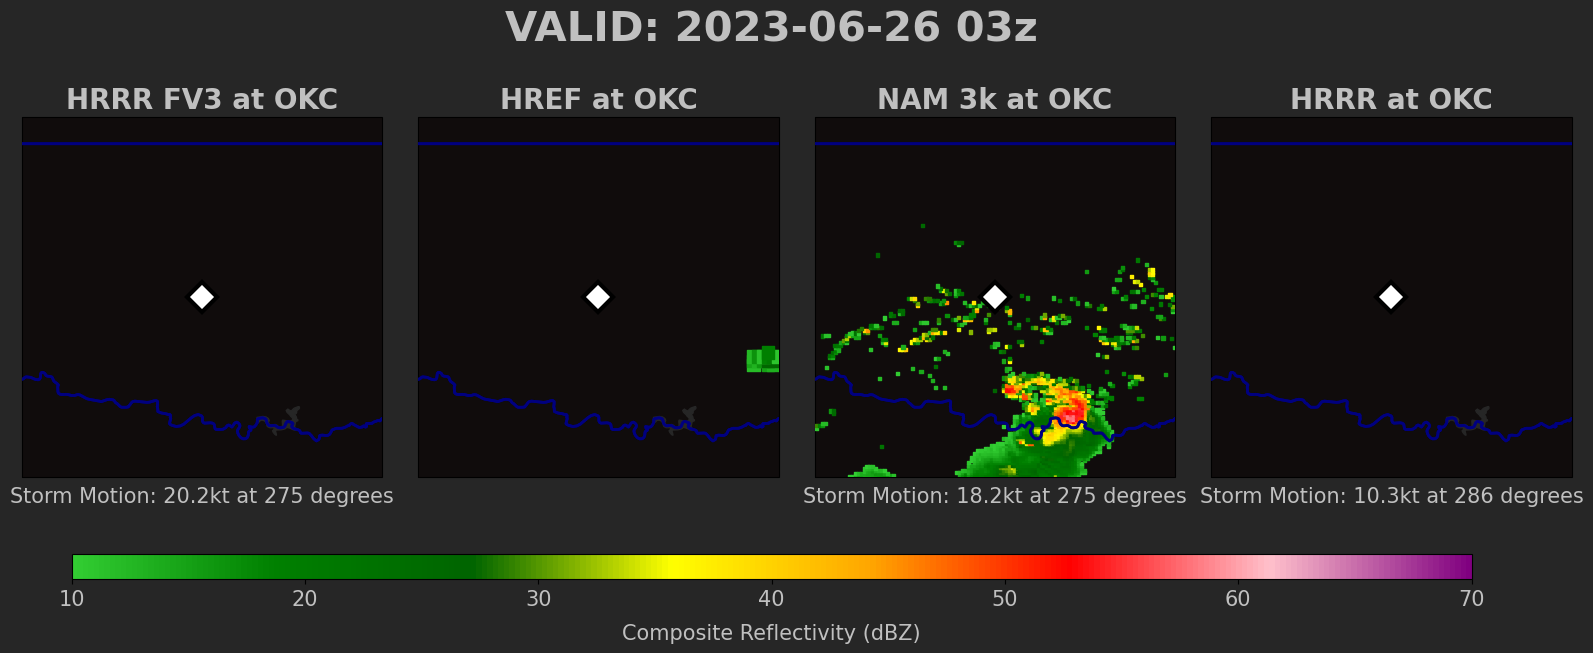 VALID: 2023-06-26 03z
HRRR FV3 at OKC
HREF at OKC
NAM 3k at OKC
HRRR at OKC
Storm Motion: 20.2kt at 275 degrees
Storm Motion: 18.2kt at 275 degrees
Storm Motion: 10.3kt at 286 degrees
10 20 30 40 50 60 70
Composite Reflectivity (dBZ)